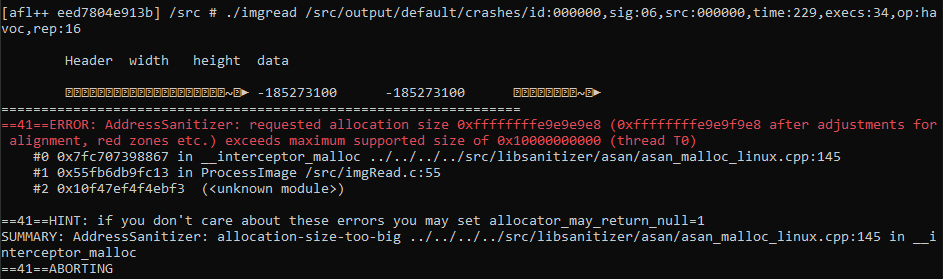 [afl++ eed7804e913b] /src # ./imgread /src/output/default/crashes/id:000000,sig:06,src:000000,time:229,execs:34,op:ha
voc,rep:16
Header width height data
~ -185273100 -185273100 ~
=================================================================
==41==ERROR: AddressSanitizer: requested allocation size 0xffffffffe9e9e9e8 (0xffffffffe9e9f9e8 after adjustments for
alignment, red zones etc.) exceeds maximum supported size of 0x10000000000 (thread T0)
#0 0x7fc707398867 in __interceptor_malloc ../../../../src/libsanitizer/asan/asan_malloc_linux.cpp:145
#1 0x55fb6db9fc13 in ProcessImage /src/imgRead.c:55
#2 0x10f47ef4f4ebf3 (<unknown module>)
==41==HINT: if you don't care about these errors you may set allocator_may_return_null=1
SUMMARY: AddressSanitizer: allocation-size-too-big ../../../../src/libsanitizer/asan/asan_malloc_linux.cpp:145 in __i
nterceptor_malloc
==41==ABORTING